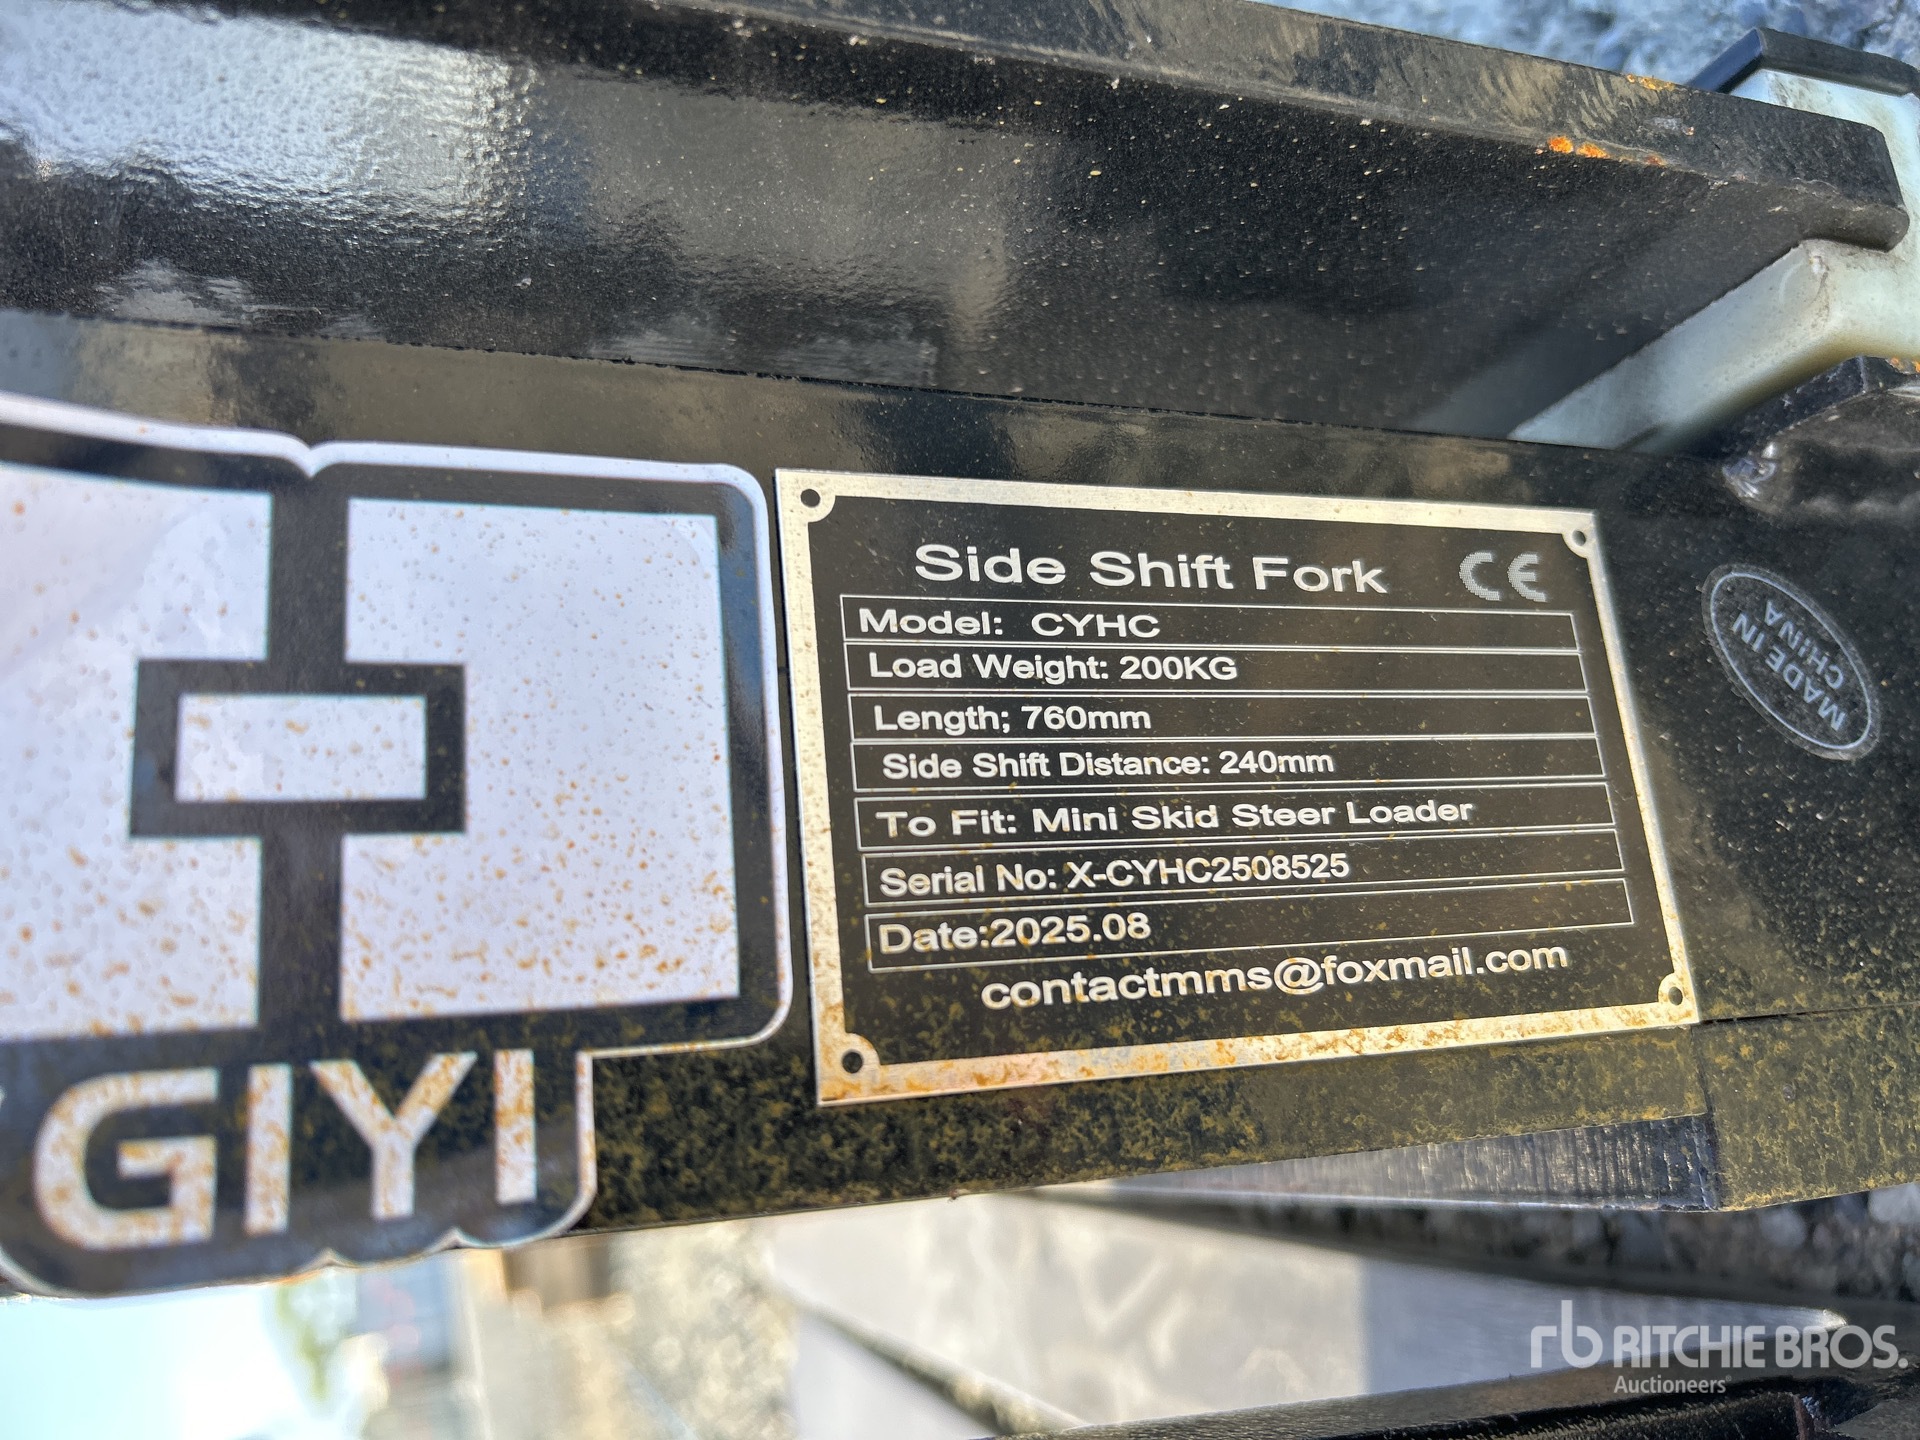 Side Shift Fork CE
Model: CYHC
Load Weight: 200KG
Length; 760mm
Side Shift Distance: 240mm
To Fit: Mini Skid Steer Loader
Serial No: X-CYHC2508525
Date:2025.08
contactmms@foxmail.com
MADE IN
CHINA
GIYI
rb RITCHIE BROS.
Auctioneers